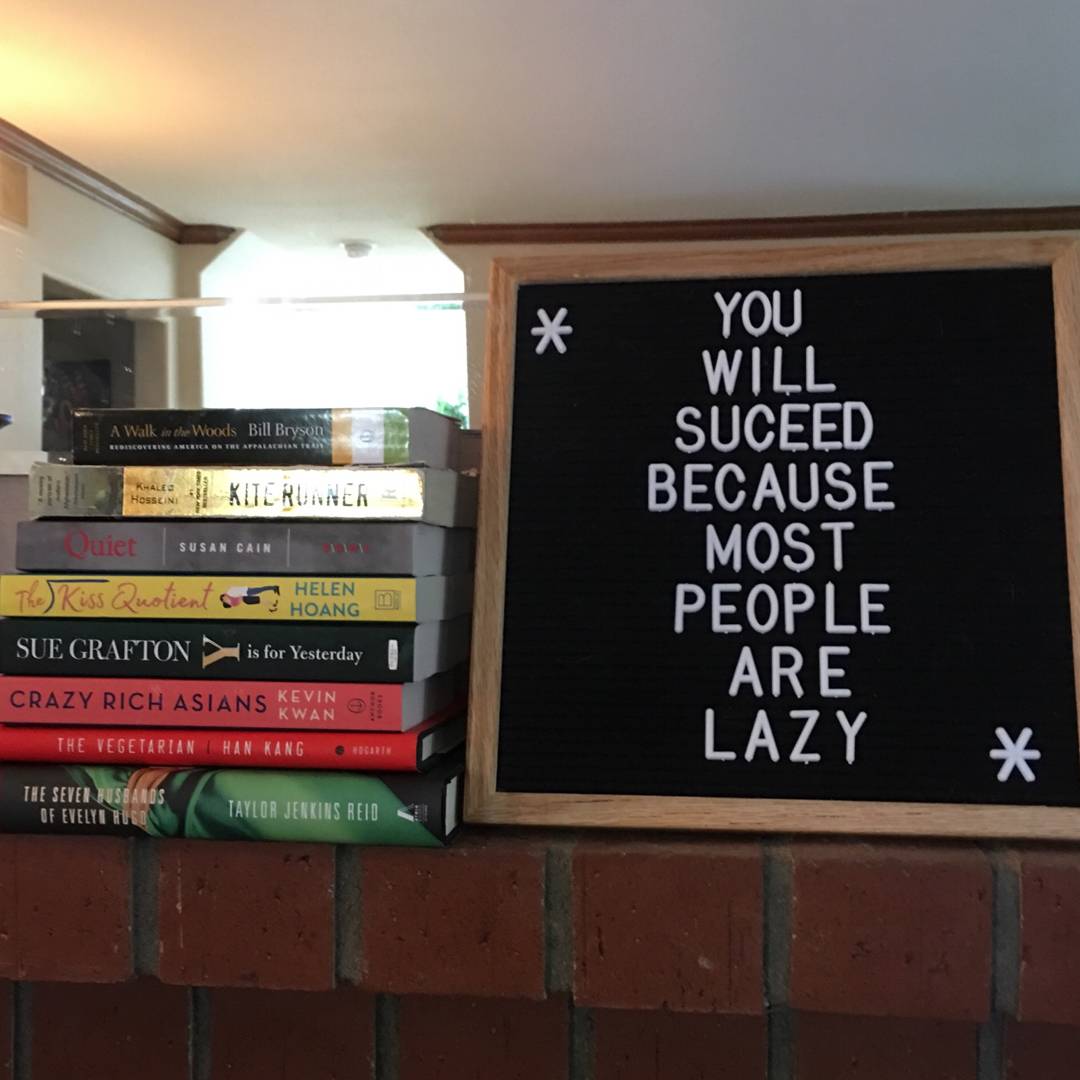 A Walk in the Woods Bill Bryson
REDISCOVERING AMERICA ON THE APPALACHIAN TRAIL
KHALED HOSSEINI KITE RUNNER
Quiet SUSAN CAIN
The Kiss Quotient HELEN HOANG
SUE GRAFTON Y is for Yesterday
CRAZY RICH ASIANS KEVIN KWAN ANCHOR BOOKS
THE VEGETARIAN | HAN KANG HOGARTH
THE SEVEN HUSBANDS
OF EVELYN HUGO TAYLOR JENKINS REID
* YOU
WILL
SUCEED
BECAUSE
MOST
PEOPLE
ARE
LAZY *